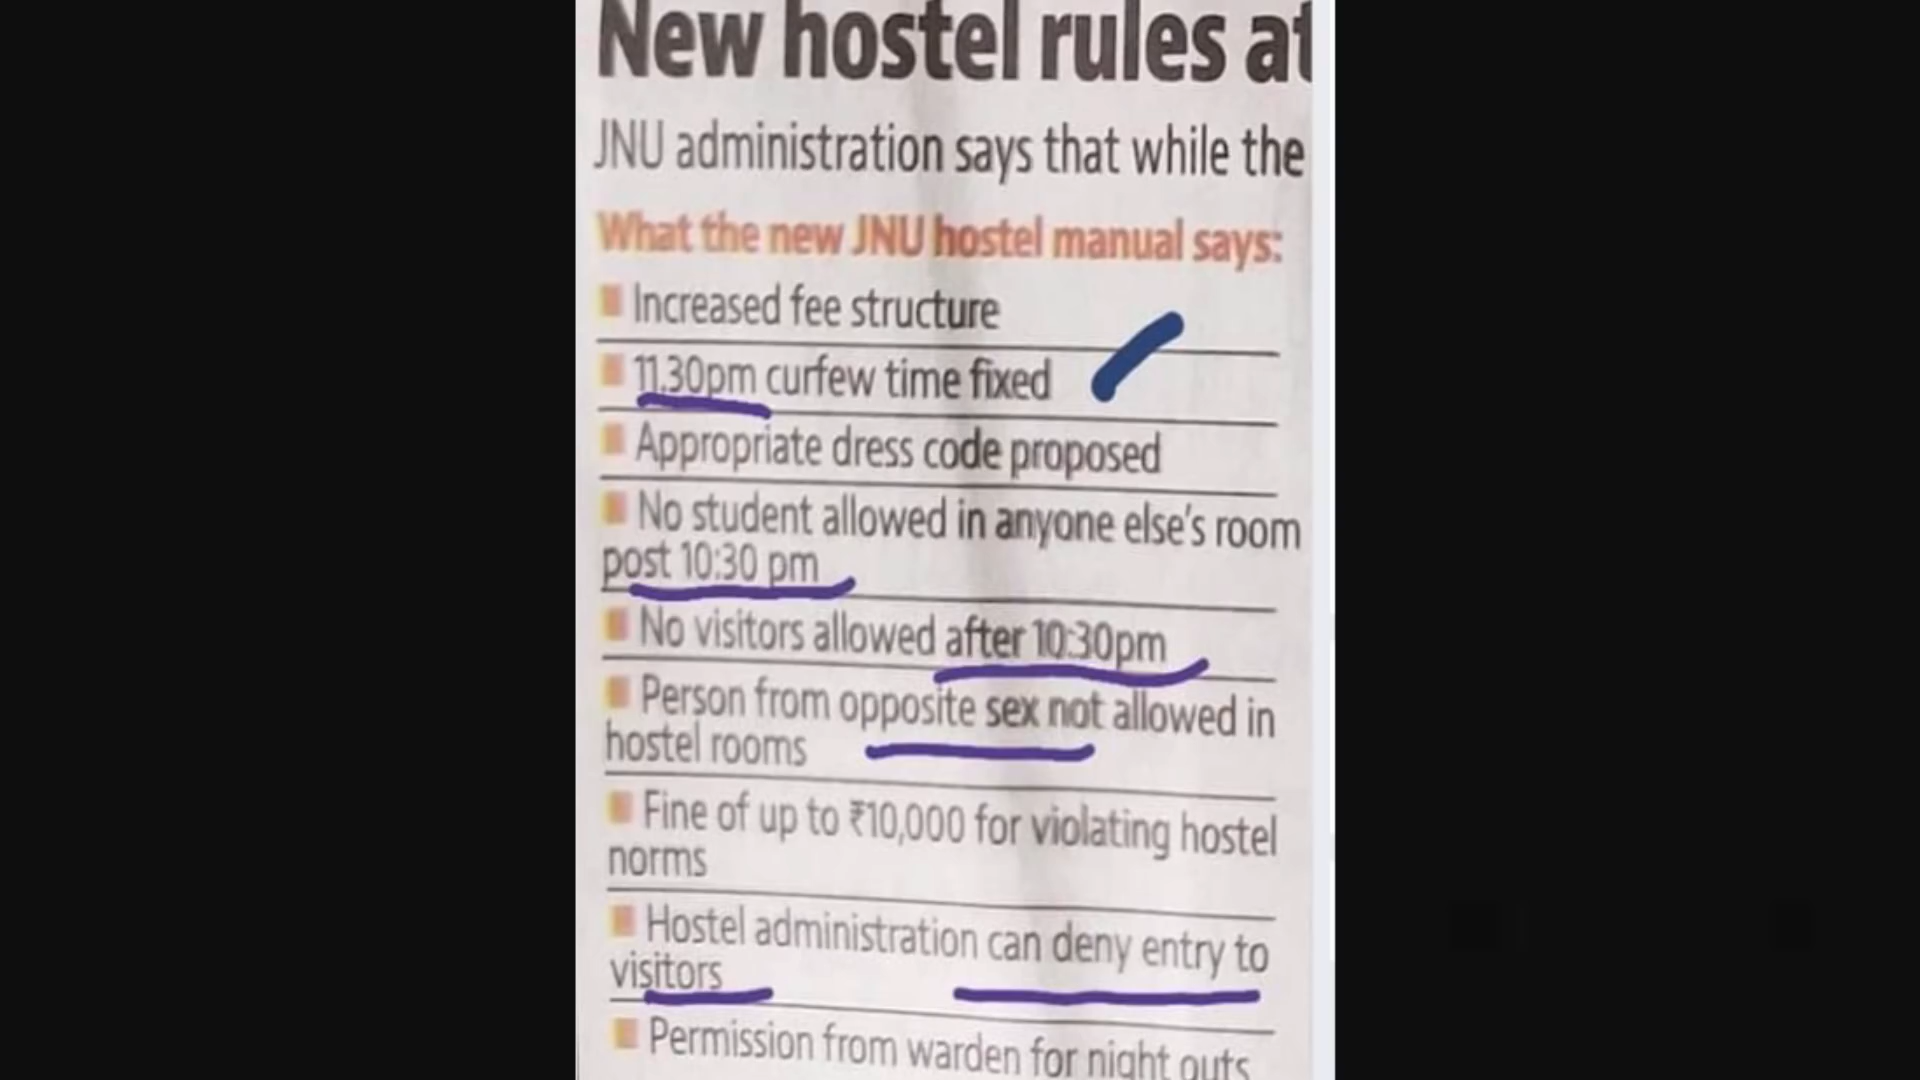 New hostel rules at
JNU administration says that while the
What the new JNU hostel manual says:
Increased fee structure
11.30pm curfew time fixed
Appropriate dress code proposed
No student allowed in anyone else's room
post 10:30 pm
No visitors allowed after 10:30pm
Person from opposite sex not allowed in
hostel rooms
Fine of up to ₹10,000 for violating hostel
norms
Hostel administration can deny entry to
visitors
Permission from warden for night outs